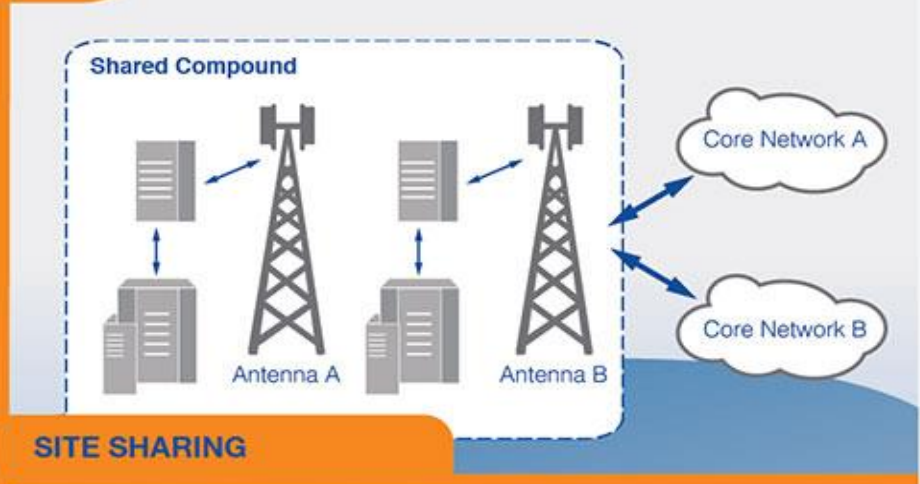 Shared Compound
Core Network A
Core Network B
Antenna A
Antenna B
SITE SHARING